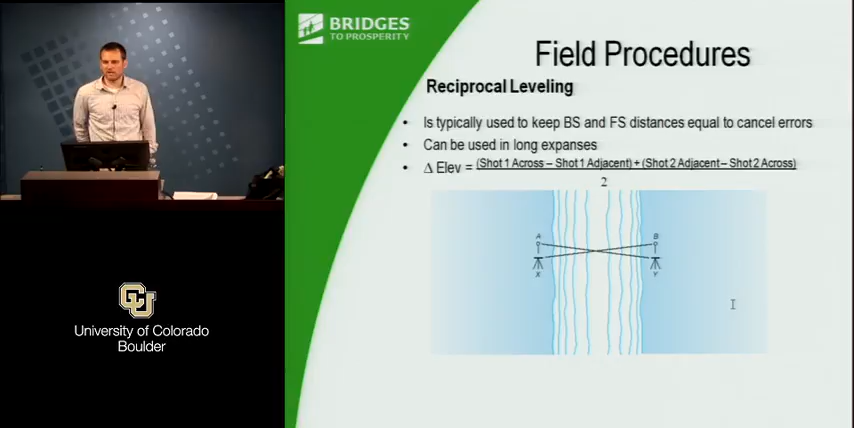 BRIDGES
TO PROSPERITY
Field Procedures
Reciprocal Leveling
• Is typically used to keep BS and FS distances equal to cancel errors
• Can be used in long expanses
• Δ Elev = (Shot 1 Across – Shot 1 Adjacent) + (Shot 2 Adjacent – Shot 2 Across)
2
A B
X Y
CU
University of Colorado
Boulder